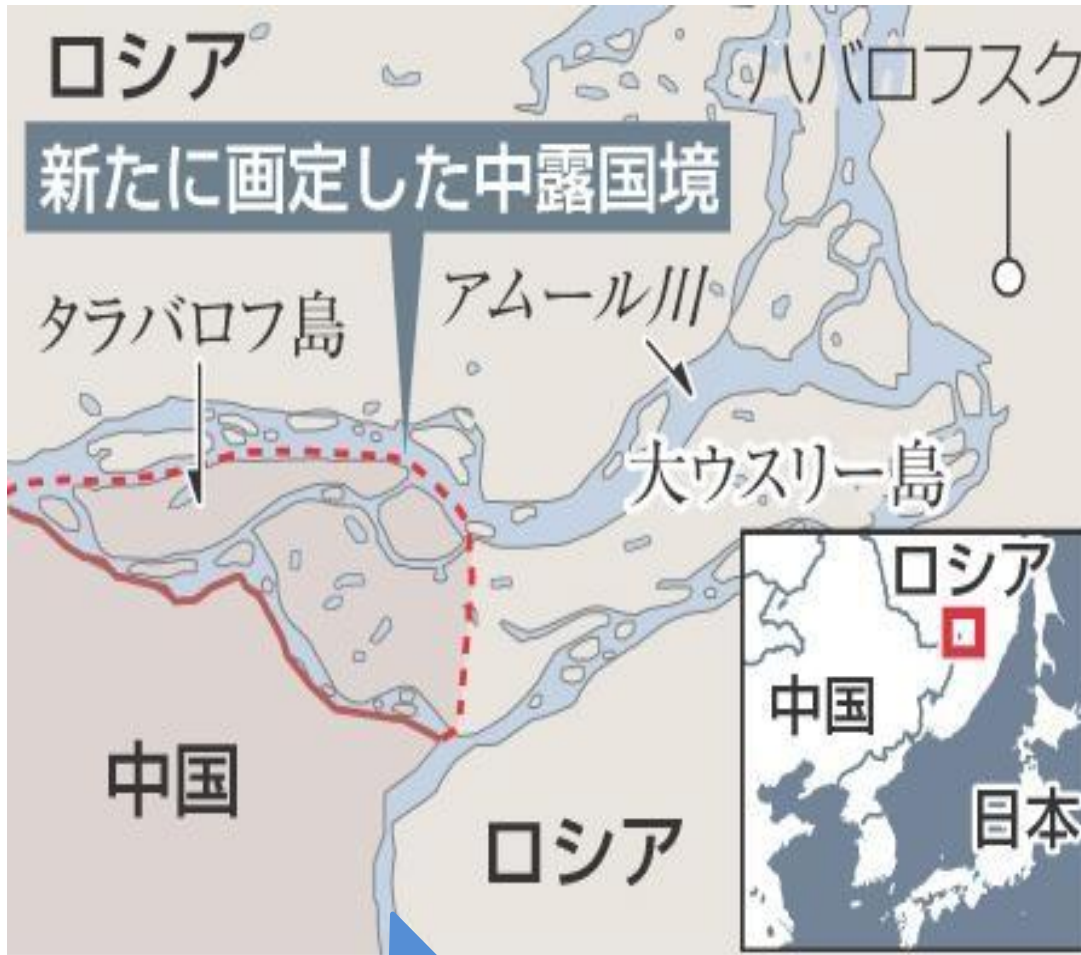 ロシア
ハバロフスク
新たに画定した中露国境
アムール川
タラバロフ島
大ウスリー島
中国
ロシア
ロシア
中国
日本